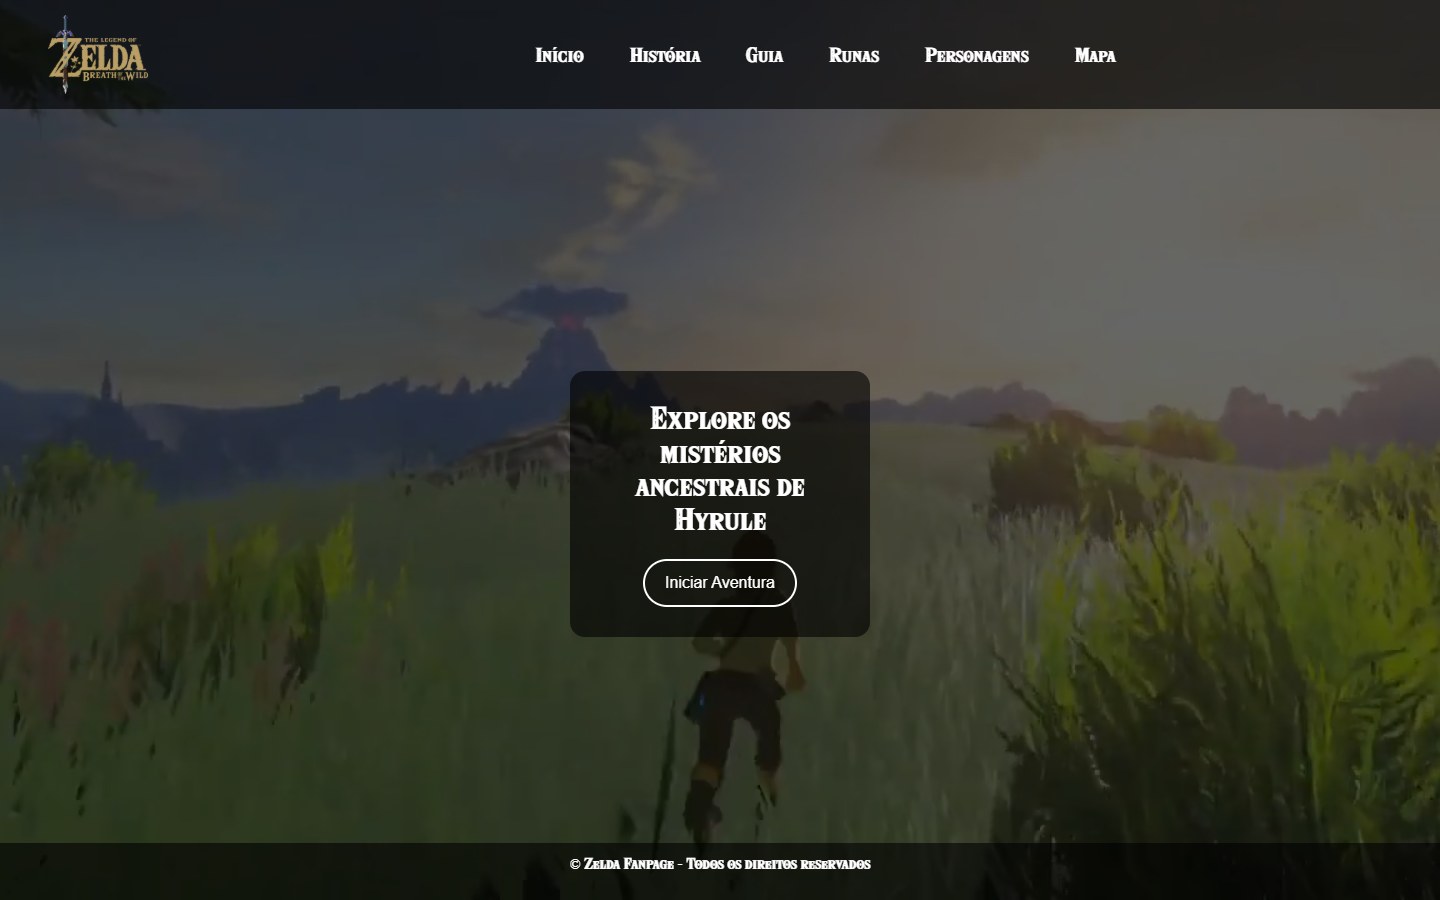 THE LEGEND OF
ZELDA
BREATH OF THE WILD
Início História Guia Runas Personagens Mapa
Explore os
mistérios
ancestrais de
Hyrule
Iniciar Aventura
© Zelda Fanpage - Todos os direitos reservados